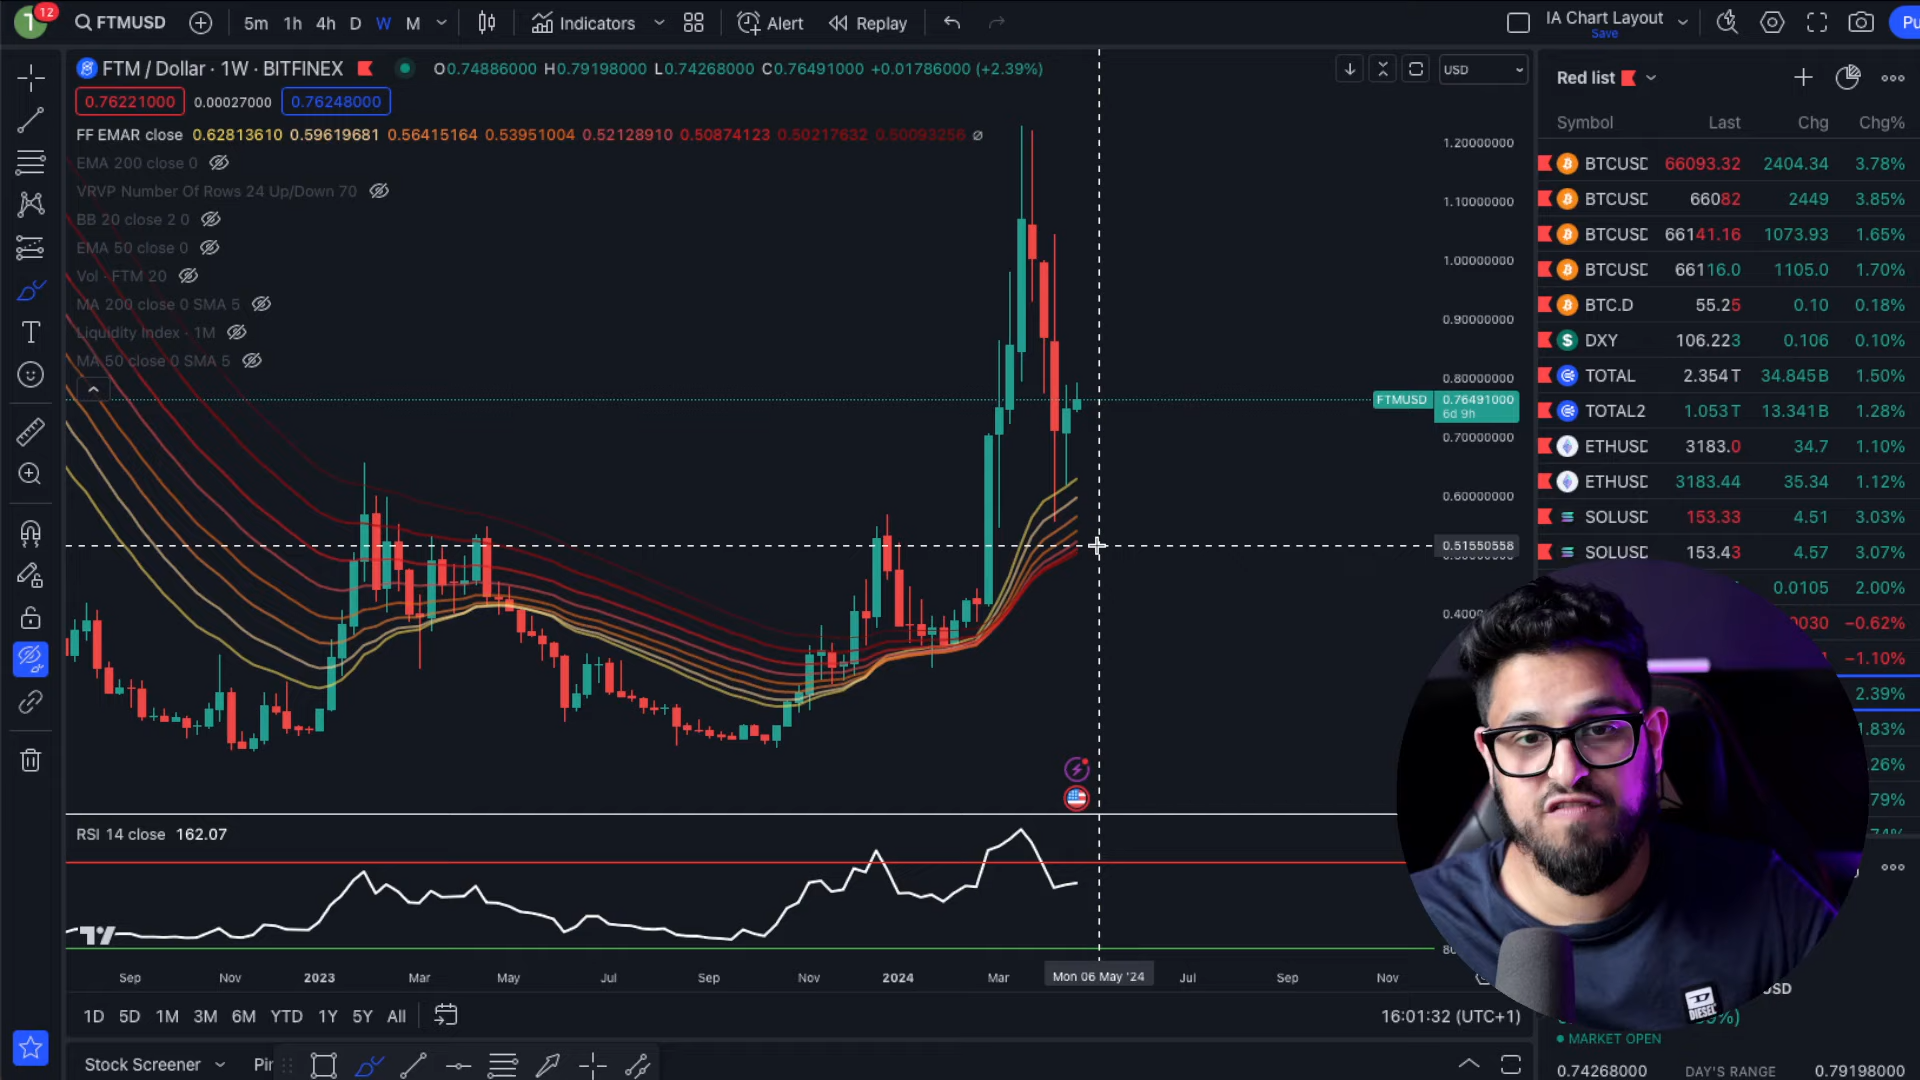 T 12 FTMUSD 5m 1h 4h D W M Indicators Alert Replay IA Chart Layout Save Pu
FTM / Dollar · 1W · BITFINEX O0.74886000 H0.79198000 L0.74268000 C0.76491000 +0.01786000 (+2.39%) USD
0.76221000 0.00027000 0.76248000
FF EMAR close 0.62813610 0.59619681 0.56415164 0.53951004 0.52128910 0.50874123 0.50217632 0.50093256 ∅
EMA 200 close 0
VRVP Number Of Rows 24 Up/Down 70
BB 20 close 2 0
EMA 50 close 0
Vol · FTM 20
MA 200 close 0 SMA 5
Liquidity Index · 1M
MA 50 close 0 SMA 5
1.20000000
1.10000000
1.00000000
0.90000000
0.80000000
FTMUSD 0.76491000
6d 9h
0.70000000
0.60000000
0.51550558
RSI 14 close 162.07
Sep Nov 2023 Mar May Jul Sep Nov 2024 Mar Mon 06 May '24 Jul Sep Nov
1D 5D 1M 3M 6M YTD 1Y 5Y All 16:01:32 (UTC+1)
Stock Screener
Red list
Symbol Last Chg Chg%
BTCUSD 66093.32 2404.34 3.78%
BTCUSD 66082 2449 3.85%
BTCUSD 66141.16 1073.93 1.65%
BTCUSD 66116.0 1105.0 1.70%
BTC.D 55.25 0.10 0.18%
DXY 106.223 0.106 0.10%
TOTAL 2.354T 34.845B 1.50%
TOTAL2 1.053T 13.341B 1.28%
ETHUSD 3183.0 34.7 1.10%
ETHUSD 3183.44 35.34 1.12%
SOLUSD 153.33 4.51 3.03%
SOLUSD 153.43 4.57 3.07%
0.0105 2.00%
0030 −0.62%
−1.10%
2.39%
.83%
.26%
79%
DIESEL
SD
%)
MARKET OPEN
0.74268000 DAY'S RANGE 0.79198000